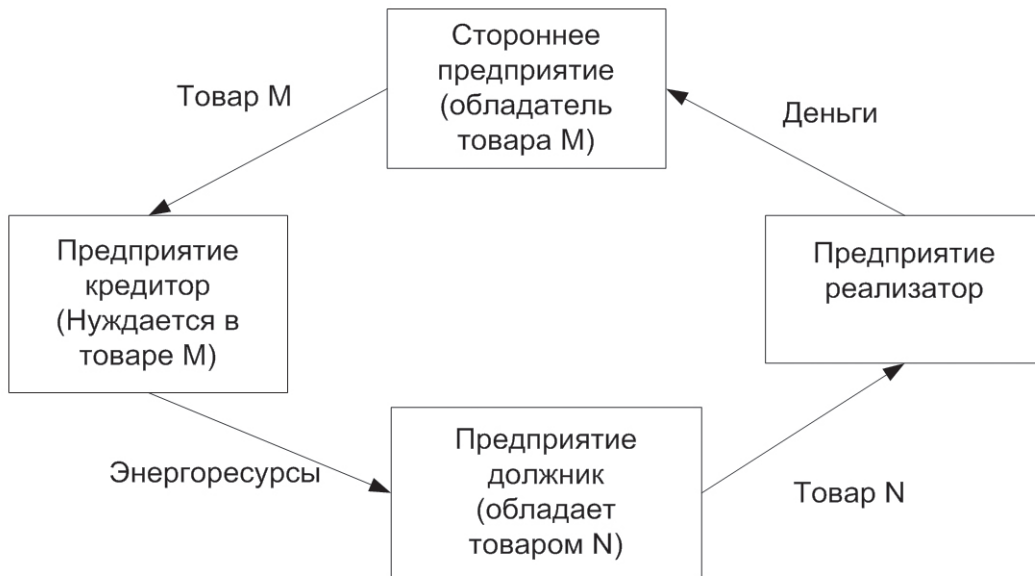 Стороннее
предприятие
(обладатель
товара М)
Товар М
Деньги
Предприятие
кредитор
(Нуждается в
товаре М)
Предприятие
реализатор
Энергоресурсы
Предприятие
должник
(обладает
товаром N)
Товар N